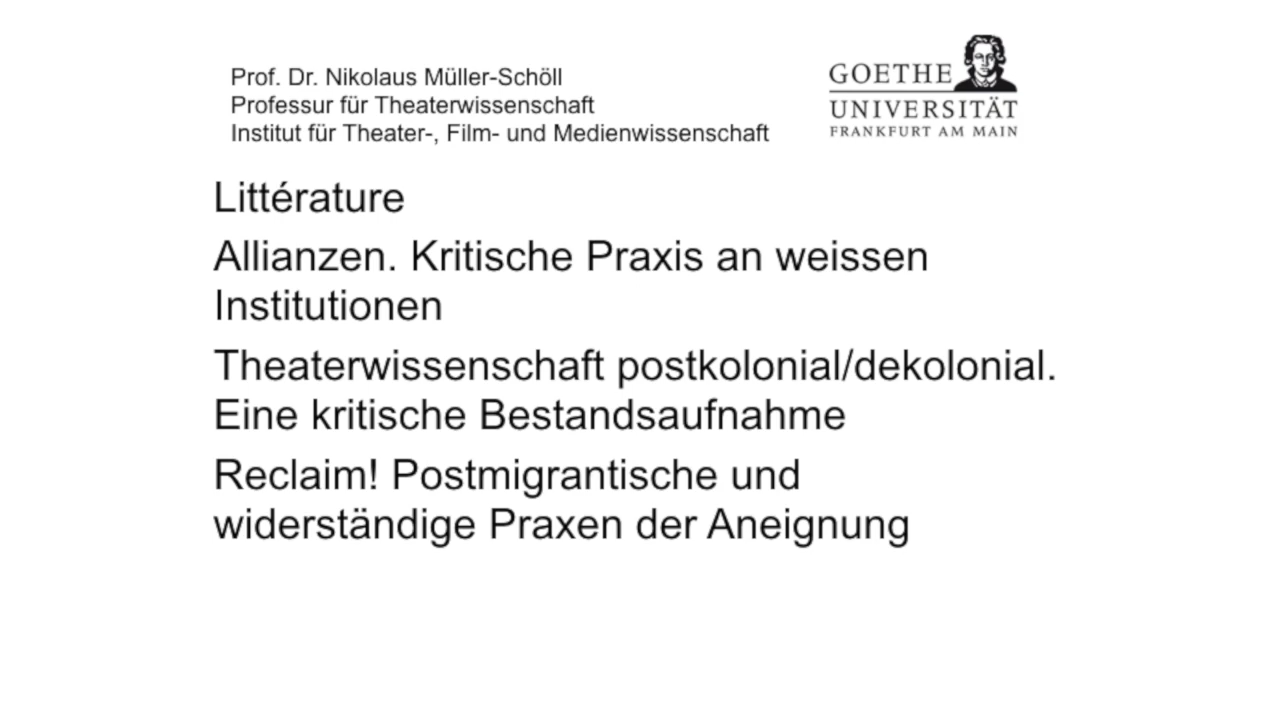 Prof. Dr. Nikolaus Müller-Schöll
Professur für Theaterwissenschaft
Institut für Theater-, Film- und Medienwissenschaft
GOETHE
UNIVERSITÄT
FRANKFURT AM MAIN
Littérature
Allianzen. Kritische Praxis an weissen
Institutionen
Theaterwissenschaft postkolonial/dekolonial.
Eine kritische Bestandsaufnahme
Reclaim! Postmigrantische und
widerständige Praxen der Aneignung